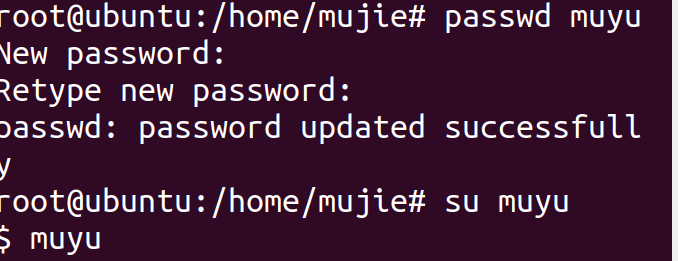 root@ubuntu:/home/mujie# passwd muyu
New password:
Retype new password:
passwd: password updated successfull
y
root@ubuntu:/home/mujie# su muyu
$ muyu